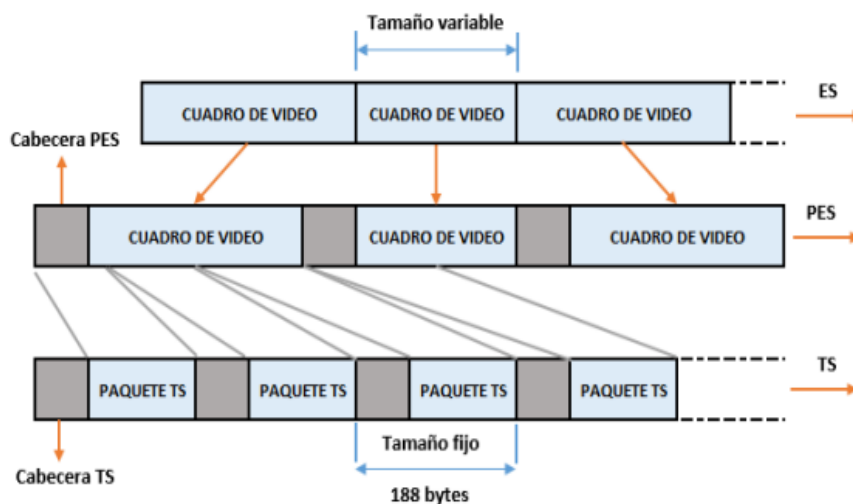 Tamaño variable
ES
CUADRO DE VIDEO CUADRO DE VIDEO CUADRO DE VIDEO
Cabecera PES
PES
CUADRO DE VIDEO CUADRO DE VIDEO CUADRO DE VIDEO
TS
PAQUETE TS PAQUETE TS PAQUETE TS PAQUETE TS
Tamaño fijo
Cabecera TS
188 bytes